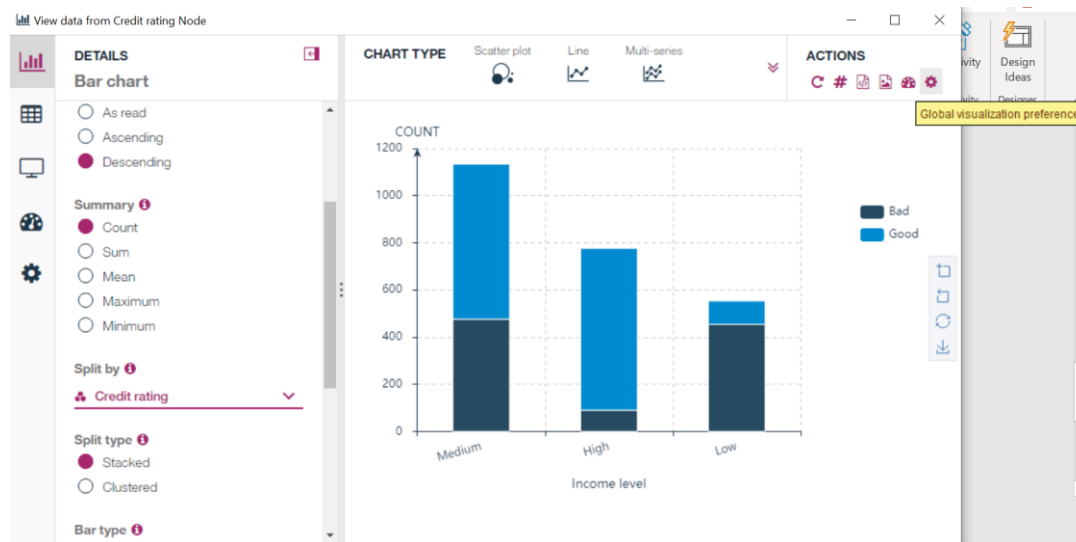 View data from Credit rating Node
DETAILS
Bar chart
As read
Ascending
Descending
Summary
Count
Sum
Mean
Maximum
Minimum
Split by
Credit rating
Split type
Stacked
Clustered
Bar type
CHART TYPE
Scatter plot
Line
Multi-series
ACTIONS
Global visualization preference
COUNT
1200
1000
800
600
400
200
0
Medium
High
Low
Income level
Bad
Good
Design
Ideas
Designer